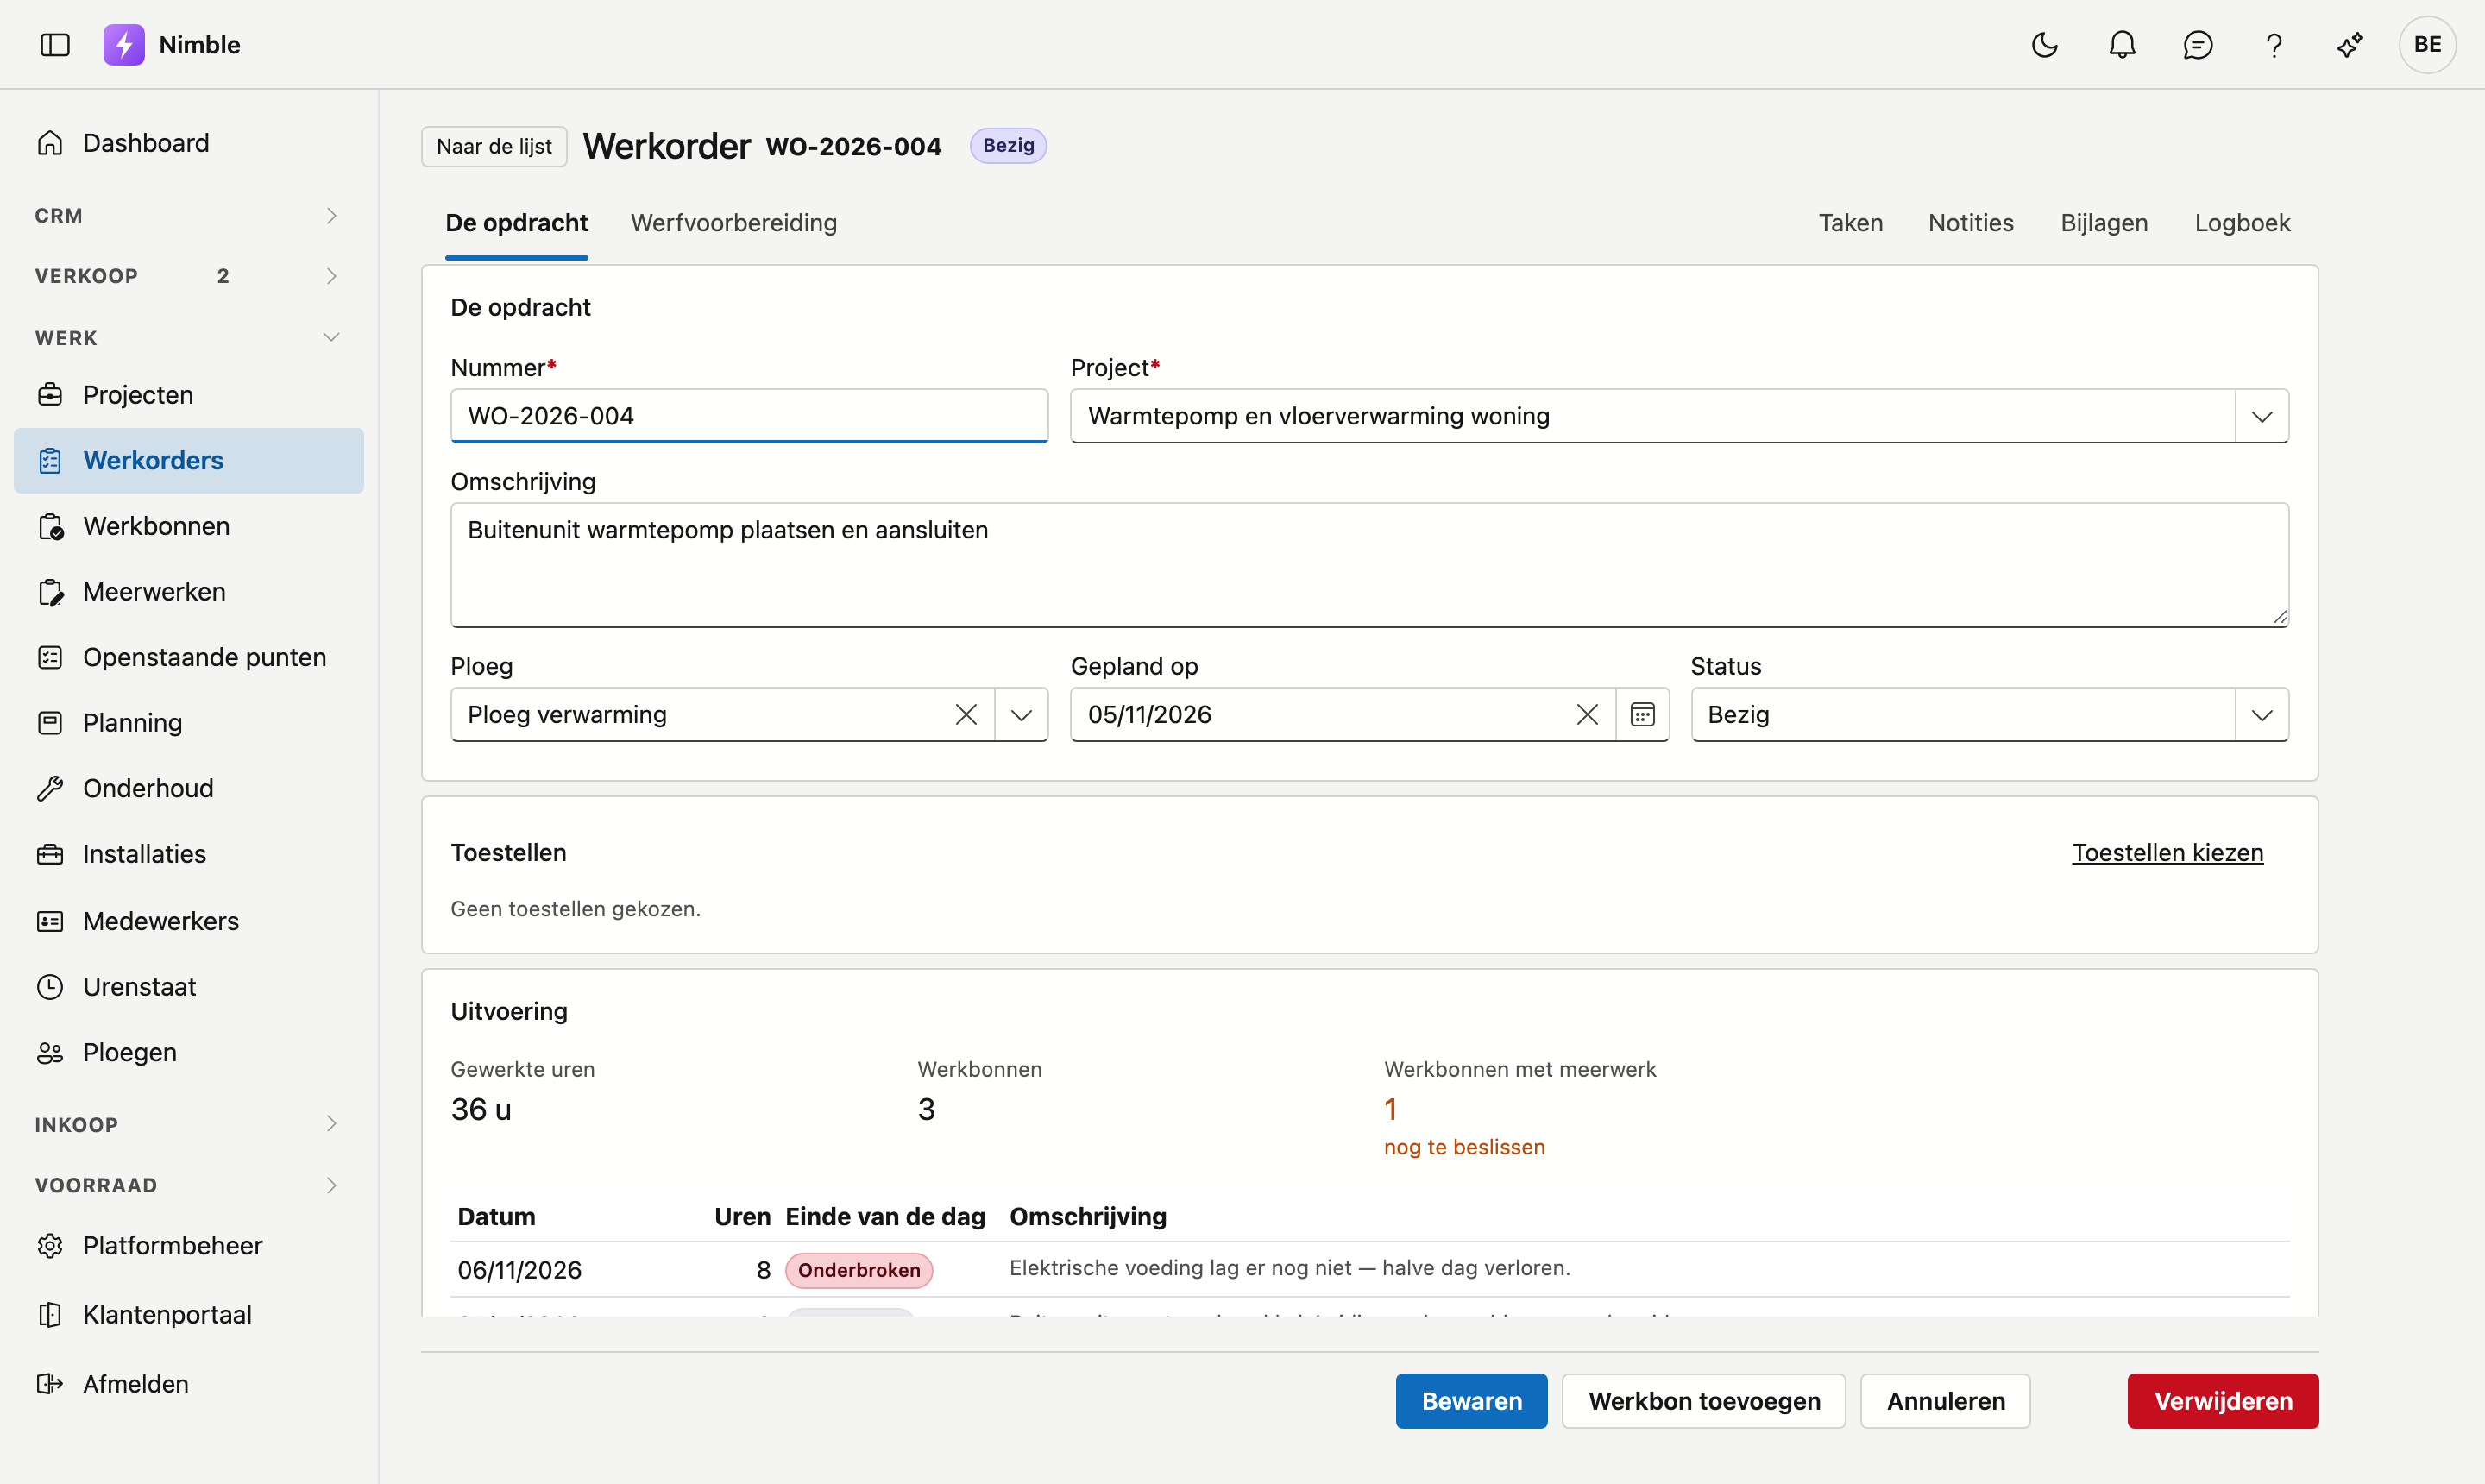 Nimble
BE
Dashboard
CRM
VERKOOP 2
WERK
Projecten
Werkorders
Werkbonnen
Meerwerken
Openstaande punten
Planning
Onderhoud
Installaties
Medewerkers
Urenstaat
Ploegen
INKOOP
VOORRAAD
Platformbeheer
Klantenportaal
Afmelden
Naar de lijst Werkorder WO-2026-004 Bezig
De opdracht Werfvoorbereiding Taken Notities Bijlagen Logboek
De opdracht
Nummer* Project*
WO-2026-004 Warmtepomp en vloerverwarming woning
Omschrijving
Buitenunit warmtepomp plaatsen en aansluiten
Ploeg Gepland op Status
Ploeg verwarming 05/11/2026 Bezig
Toestellen Toestellen kiezen
Geen toestellen gekozen.
Uitvoering
Gewerkte uren Werkbonnen Werkbonnen met meerwerk
36 u 3 1
nog te beslissen
Datum Uren Einde van de dag Omschrijving
06/11/2026 8 Onderbroken Elektrische voeding lag er nog niet — halve dag verloren.
Bewaren Werkbon toevoegen Annuleren Verwijderen